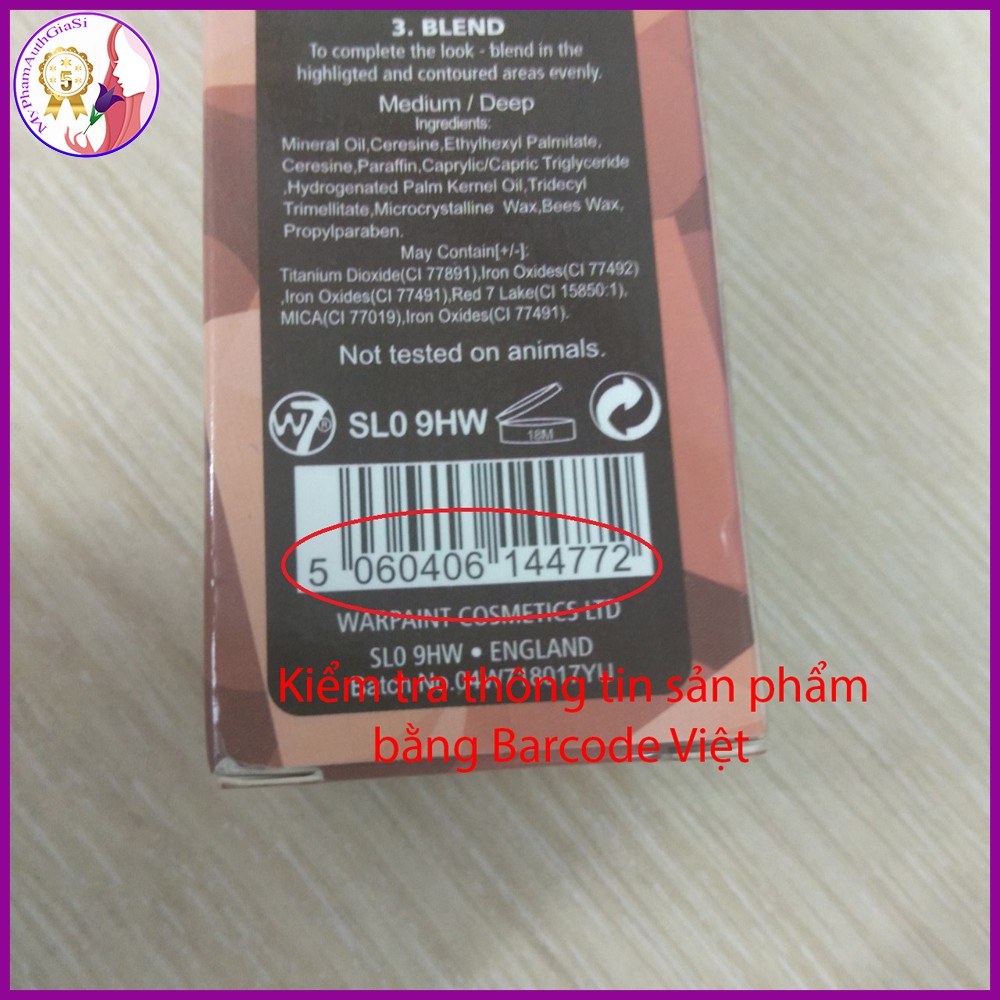 MyPhamAuthGiaSi
5
3. BLEND
To complete the look - blend in the
highligted and contoured areas evenly.
Medium / Deep
Ingredients:
Mineral Oil,Ceresine,Ethylhexyl Palmitate,
Ceresine,Paraffin,Caprylic/Capric Triglyceride
,Hydrogenated Palm Kernel Oil,Tridecyl
Trimellitate,Microcrystalline Wax,Bees Wax,
Propylparaben.
May Contain[+/-]:
Titanium Dioxide(CI 77891),Iron Oxides(CI 77492)
,Iron Oxides(CI 77491),Red 7 Lake(CI 15850:1),
MICA(CI 77019),Iron Oxides(CI 77491).
Not tested on animals.
W7® SL0 9HW 18M
5 060406 144772
WARPAINT COSMETICS LTD
SL0 9HW • ENGLAND
Batch No.
Kiểm tra thông tin sản phẩm
bằng Barcode Việt